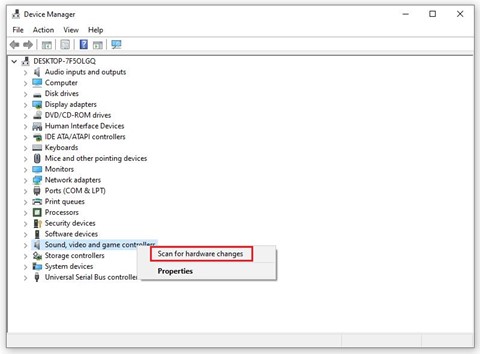 Device Manager
File Action View Help
DESKTOP-7F5OLGQ
Audio inputs and outputs
Computer
Disk drives
Display adapters
DVD/CD-ROM drives
Human Interface Devices
IDE ATA/ATAPI controllers
Keyboards
Mice and other pointing devices
Monitors
Network adapters
Ports (COM & LPT)
Print queues
Processors
Security devices
Software devices
Sound, video and game controllers
Scan for hardware changes
Storage controllers
System devices
Properties
Universal Serial Bus controller